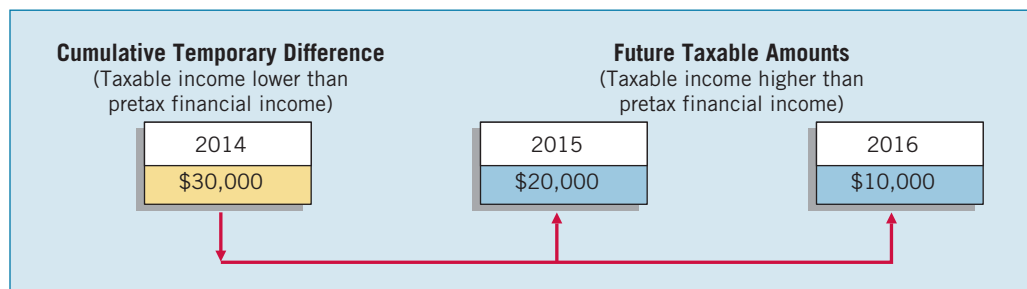 Cumulative Temporary Difference
(Taxable income lower than
pretax financial income)
2014
$30,000
Future Taxable Amounts
(Taxable income higher than
pretax financial income)
2015
$20,000
2016
$10,000